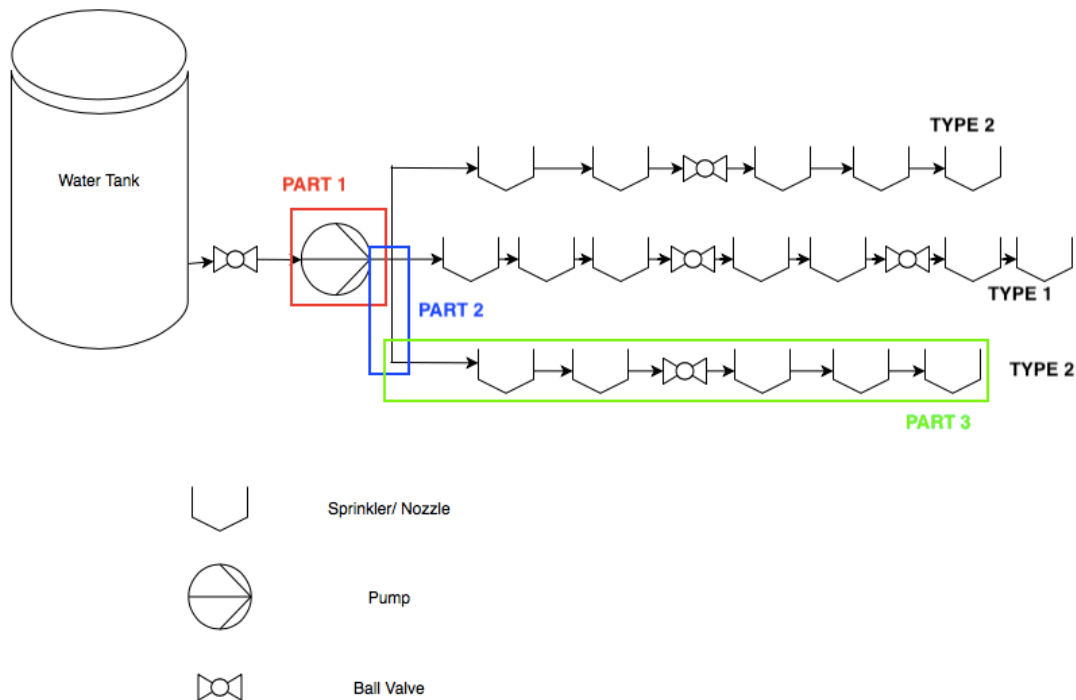 TYPE 2
Water Tank
PART 1
TYPE 1
PART 2
TYPE 2
PART 3
Sprinkler/ Nozzle
Pump
Ball Valve